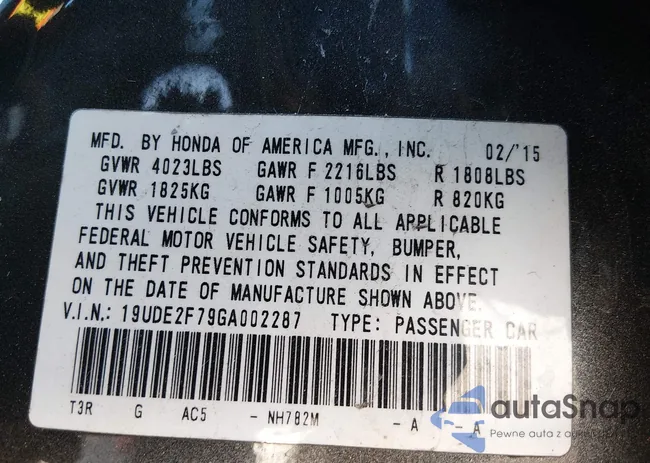 MFD. BY HONDA OF AMERICA MFG., INC. 02/'15
GVWR 4023LBS GAWR F 2216LBS R 1808LBS
GVWR 1825KG GAWR F 1005KG R 820KG
THIS VEHICLE CONFORMS TO ALL APPLICABLE
FEDERAL MOTOR VEHICLE SAFETY, BUMPER,
AND THEFT PREVENTION STANDARDS IN EFFECT
ON THE DATE OF MANUFACTURE SHOWN ABOVE.
V.I.N.: 19UDE2F79GA002287 TYPE: PASSENGER CAR
T3R G AC5 - NH782M - A - A
autaSnap
Pewne auta z